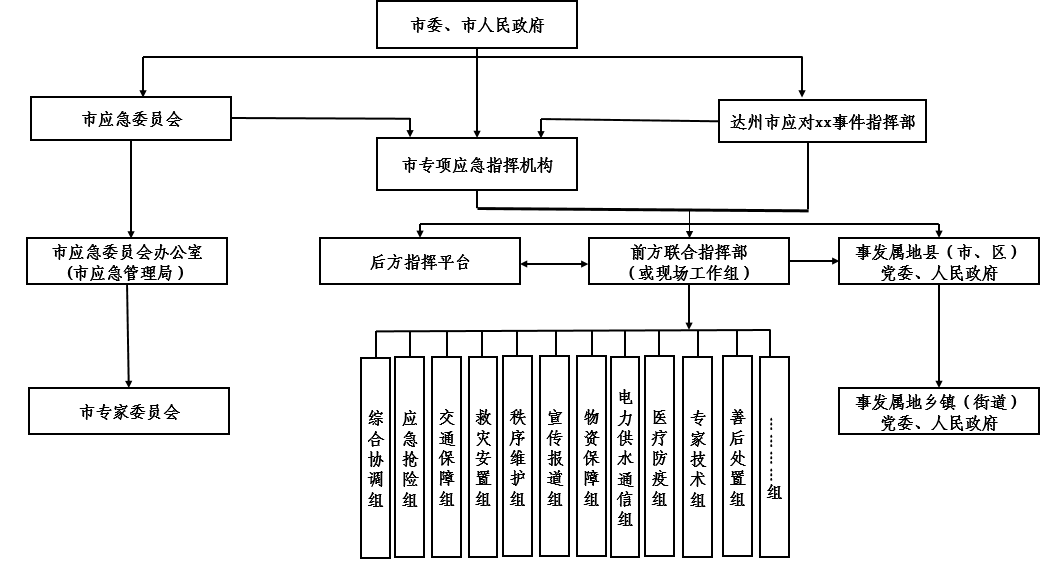 市委、市人民政府
市应急委员会
达州市应对xx事件指挥部
市专项应急指挥机构
市应急委员会办公室
(市应急管理局)
后方指挥平台
前方联合指挥部
(或现场工作组)
事发属地县(市、区)
党委、人民政府
市专家委员会
事发属地乡镇(街道)
党委、人民政府
综合协调组
应急抢险组
交通保障组
救灾安置组
秩序维护组
宣传报道组
物资保障组
电力供水通信组
医疗防疫组
专家技术组
善后处置组
…………组